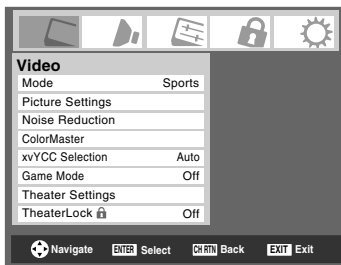 Video
Mode Sports
Picture Settings
Noise Reduction
ColorMaster
xvYCC Selection Auto
Game Mode Off
Theater Settings
TheaterLock Off
Navigate ENTER Select CH RTN Back EXIT Exit